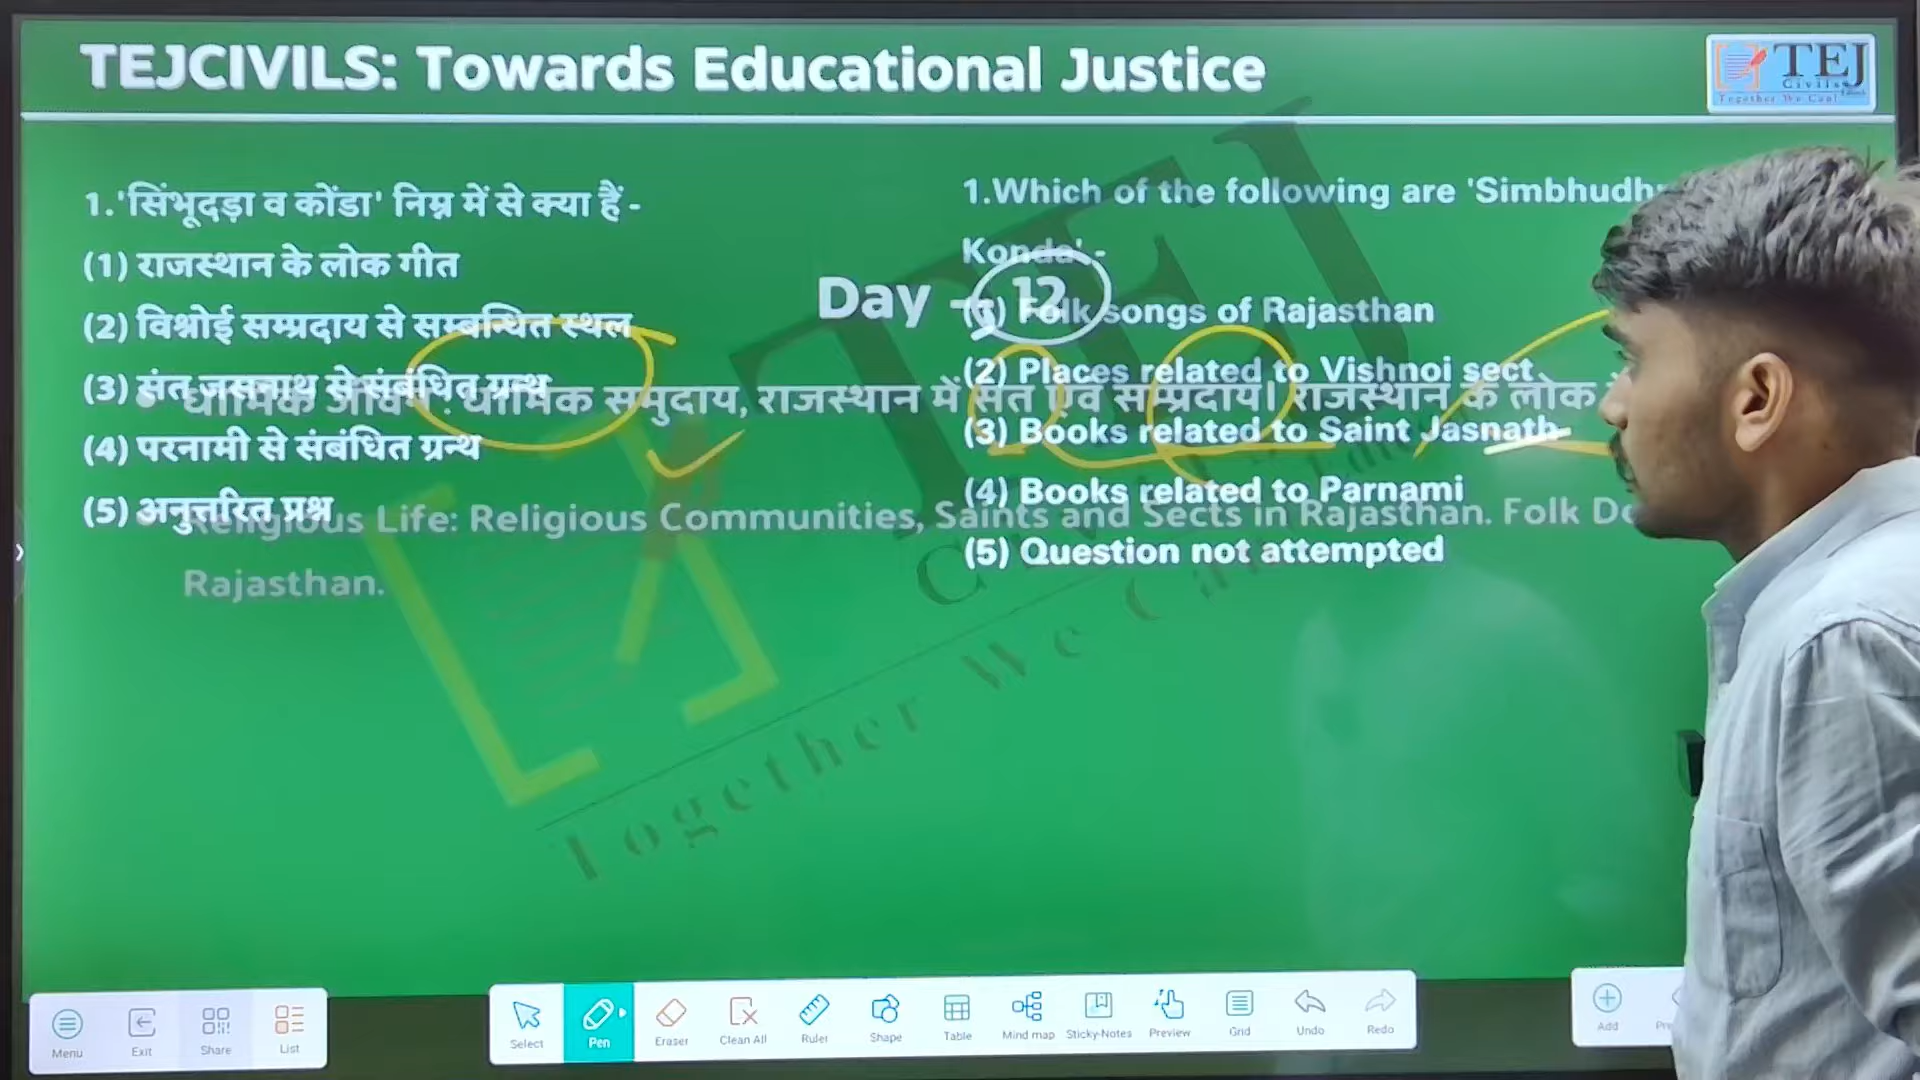 TEJCIVILS: Towards Educational Justice
TEJ
Civils
Together We Can!
1.'सिंभूदड़ा व कोंडा' निम्न में से क्या हैं -
(1) राजस्थान के लोक गीत
(2) विश्नोई सम्प्रदाय से सम्बन्धित स्थल
(3) संत जसनाथ से संबंधित ग्रन्थ
(4) परनामी से संबंधित ग्रन्थ
(5) अनुत्तरित प्रश्न
1.Which of the following are
Konda'-
(1) Folk songs of Rajasthan
(2) Places related to Vishnoi sect
(3) Books related to Saint Jasnath
(4) Books related to Parnami
(5) Question not attempted
Day - 12
धार्मिक जीवन : धार्मिक समुदाय, राजस्थान में संत एवं सम्प्रदाय। राजस्थान के लोक
Religious Life: Religious Communities, Saints and Sects in Rajasthan. Folk
Rajasthan.
TEJ
Together We
Menu
Exit
Share
List
Select
Pen
Eraser
Clean All
Ruler
Shape
Table
Mind map
Sticky-Notes
Preview
Grid
Undo
Redo
Add